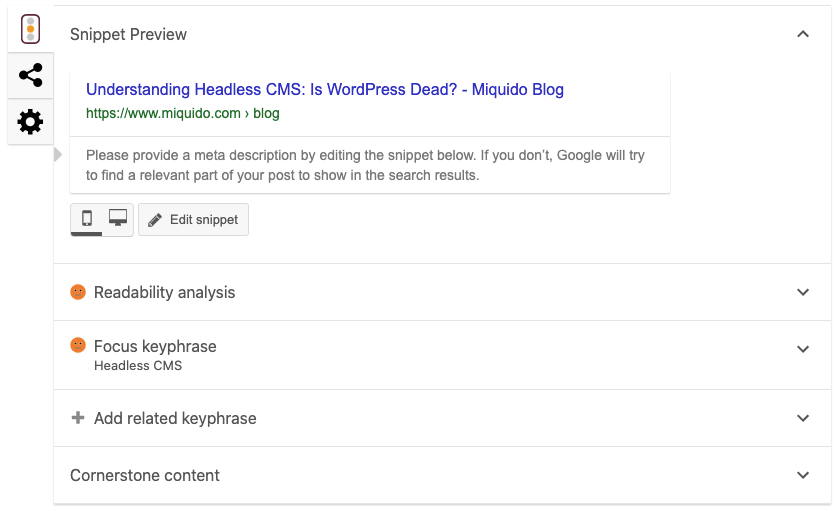 Snippet Preview
Understanding Headless CMS: Is WordPress Dead? - Miquido Blog
https://www.miquido.com › blog
Please provide a meta description by editing the snippet below. If you don’t, Google will try
to find a relevant part of your post to show in the search results.
Edit snippet
Readability analysis
Focus keyphrase
Headless CMS
Add related keyphrase
Cornerstone content